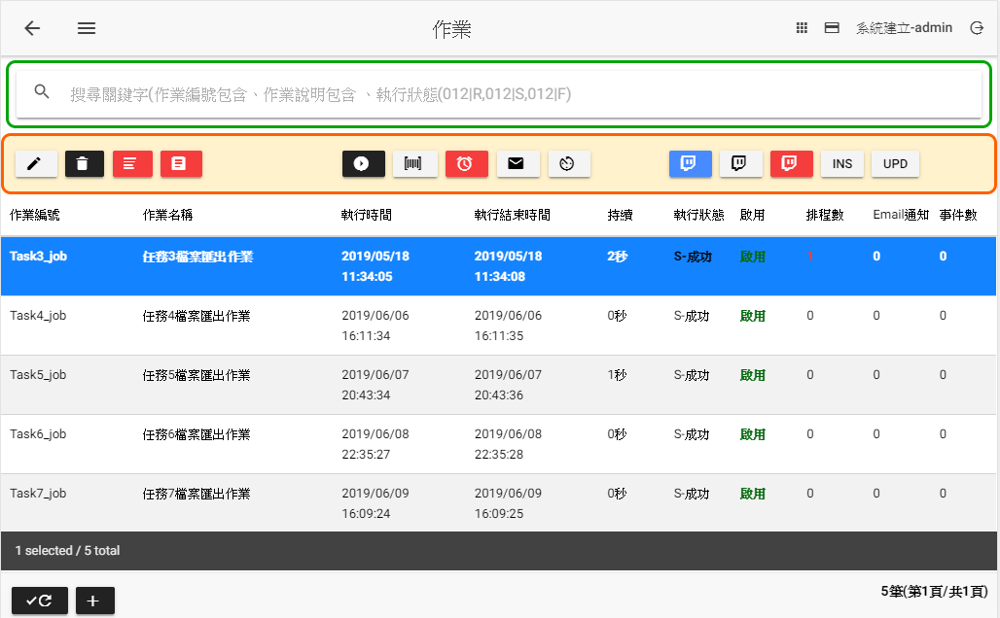 作業
系統建立-admin
搜尋關鍵字(作業編號包含、作業說明包含 、執行狀態(012|R,012|S,012|F)
INS UPD
作業編號 作業名稱 執行時間 執行結束時間 持續 執行狀態 啟用 排程數 Email通知 事件數
Task3_job 任務3檔案匯出作業 2019/05/18 2019/05/18 2秒 S-成功 啟用 1 0 0
11:34:05 11:34:08
Task4_job 任務4檔案匯出作業 2019/06/06 2019/06/06 0秒 S-成功 啟用 0 0 0
16:11:34 16:11:35
Task5_job 任務5檔案匯出作業 2019/06/07 2019/06/07 1秒 S-成功 啟用 0 0 0
20:43:34 20:43:36
Task6_job 任務6檔案匯出作業 2019/06/08 2019/06/08 0秒 S-成功 啟用 0 0 0
22:35:27 22:35:28
Task7_job 任務7檔案匯出作業 2019/06/09 2019/06/09 0秒 S-成功 啟用 0 0 0
16:09:24 16:09:25
1 selected / 5 total
5筆(第1頁/共1頁)